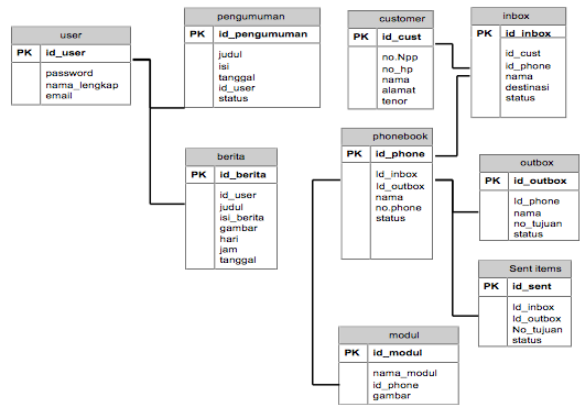 user
PK id_user
password
nama_lengkap
email
pengumuman
PK id_pengumuman
judul
isi
tanggal
id_user
status
customer
PK id_cust
no.Npp
no_hp
nama
alamat
tenor
inbox
PK id_inbox
id_cust
id_phone
nama
destinasi
status
berita
PK id_berita
id_user
judul
isi_berita
gambar
hari
jam
tanggal
phonebook
PK id_phone
Id_inbox
Id_outbox
nama
no.phone
status
outbox
PK id_outbox
Id_phone
nama
no_tujuan
status
Sent items
PK id_sent
Id_inbox
Id_outbox
No_tujuan
status
modul
PK id_modul
nama_modul
id_phone
gambar